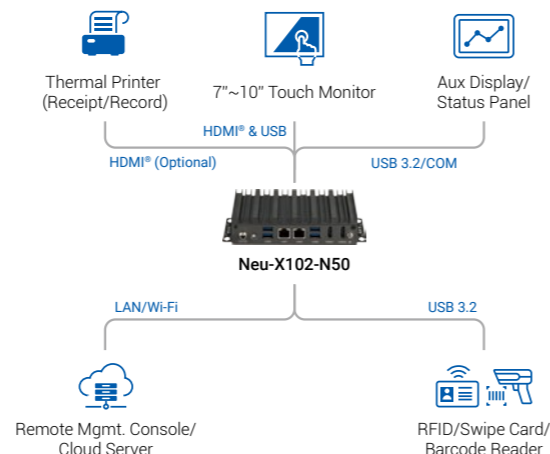 Thermal Printer
(Receipt/Record)
7"~10" Touch Monitor
Aux Display/
Status Panel
HDMI® & USB
HDMI® (Optional)
USB 3.2/COM
Neu-X102-N50
LAN/Wi-Fi
USB 3.2
Remote Mgmt. Console/
Cloud Server
RFID/Swipe Card/
Barcode Reader